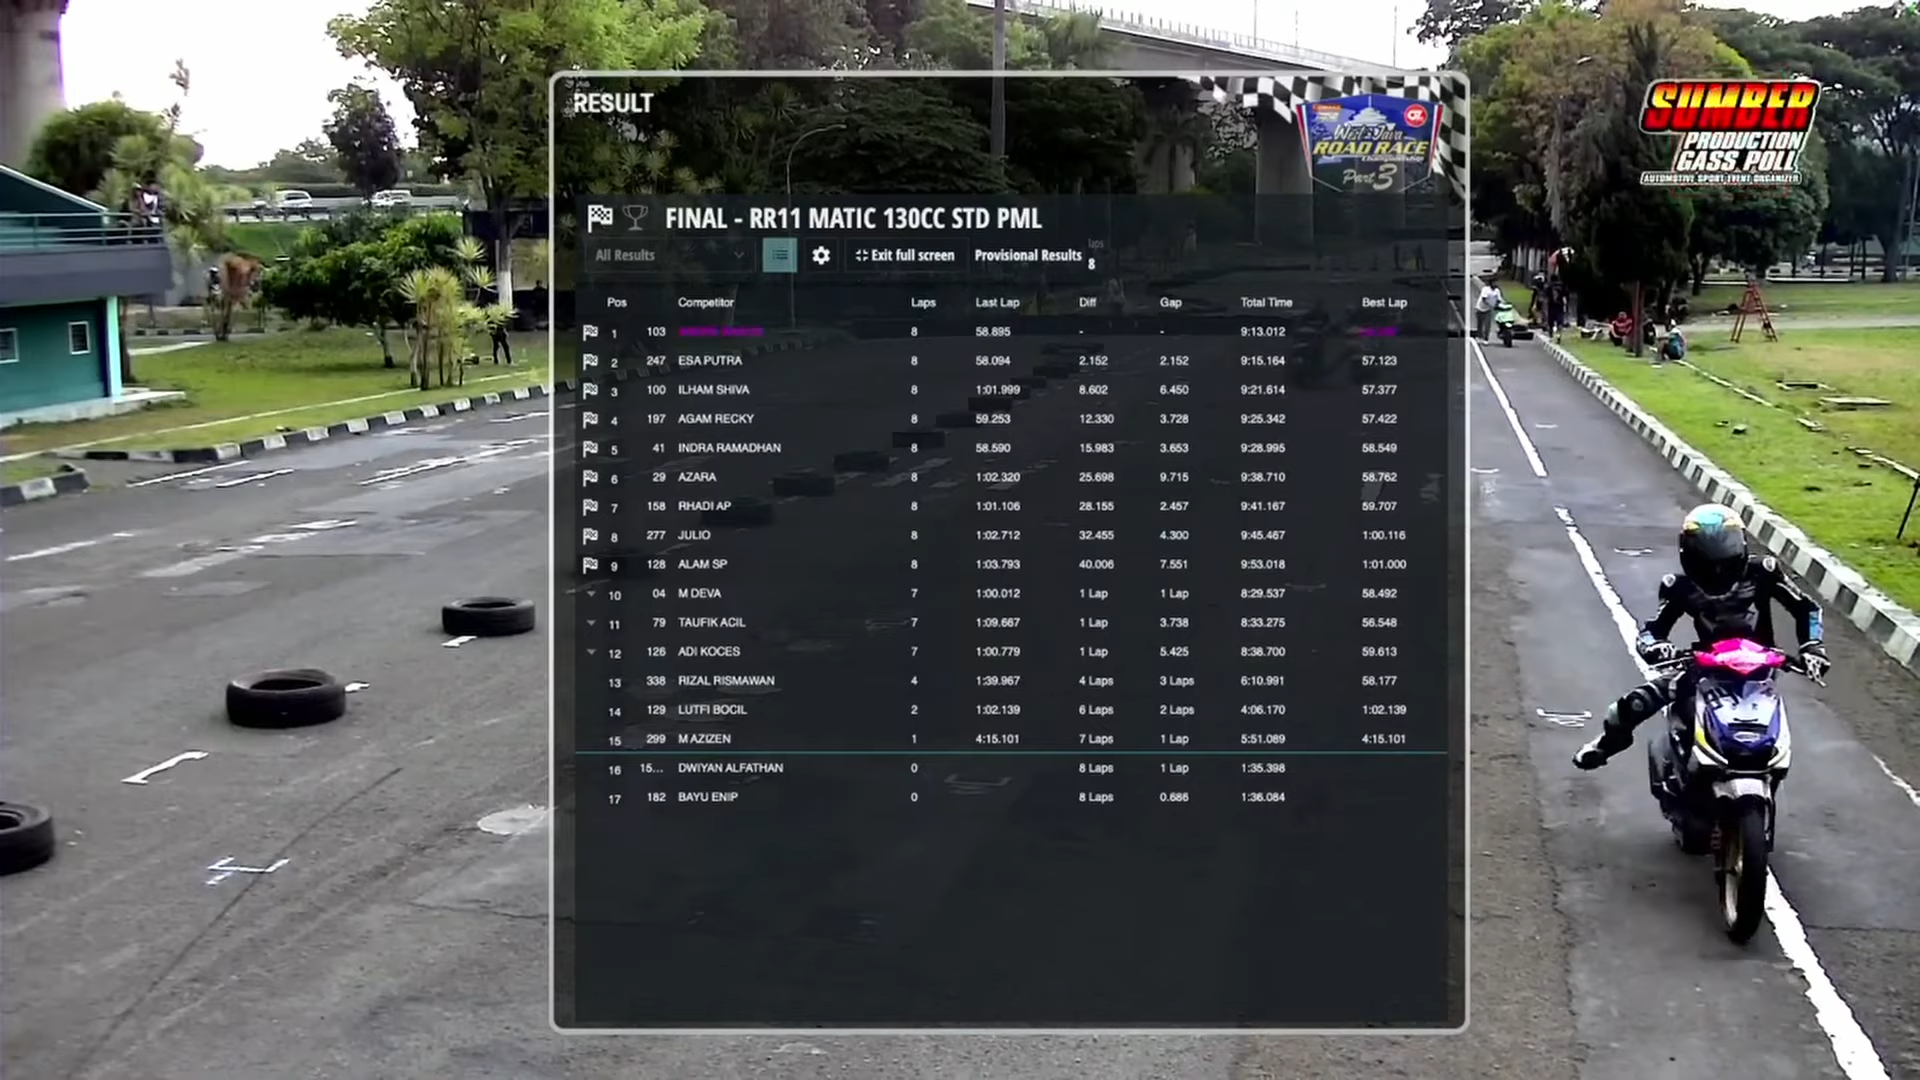 RESULT
West Java
ROAD RACE
Championship
Part 3
SUMBER
PRODUCTION
GASS POLL
AUTOMOTIVE SPORT EVENT ORGANIZER
FINAL - RR11 MATIC 130CC STD PML
All Results Exit full screen Provisional Results laps 8
Pos Competitor Laps Last Lap Diff Gap Total Time Best Lap
1 103 8 58.895 - - 9:13.012
2 247 ESA PUTRA 8 58.094 2.152 2.152 9:15.164 57.123
3 100 ILHAM SHIVA 8 1:01.999 8.602 6.450 9:21.614 57.377
4 197 AGAM RECKY 8 59.253 12.330 3.728 9:25.342 57.422
5 41 INDRA RAMADHAN 8 58.590 15.983 3.653 9:28.995 58.549
6 29 AZARA 8 1:02.320 25.698 9.715 9:38.710 58.762
7 158 RHADI AP 8 1:01.106 28.155 2.457 9:41.167 59.707
8 277 JULIO 8 1:02.712 32.455 4.300 9:45.467 1:00.116
9 128 ALAM SP 8 1:03.793 40.006 7.551 9:53.018 1:01.000
10 04 M DEVA 7 1:00.012 1 Lap 1 Lap 8:29.537 58.492
11 79 TAUFIK ACIL 7 1:09.667 1 Lap 3.738 8:33.275 56.548
12 126 ADI KOCES 7 1:00.779 1 Lap 5.425 8:38.700 59.613
13 338 RIZAL RISMAWAN 4 1:39.967 4 Laps 3 Laps 6:10.991 58.177
14 129 LUTFI BOCIL 2 1:02.139 6 Laps 2 Laps 4:06.170 1:02.139
15 299 M AZIZEN 1 4:15.101 7 Laps 1 Lap 5:51.089 4:15.101
16 15... DWIYAN ALFATHAN 0 8 Laps 1 Lap 1:35.398
17 182 BAYU ENIP 0 8 Laps 0.686 1:36.084